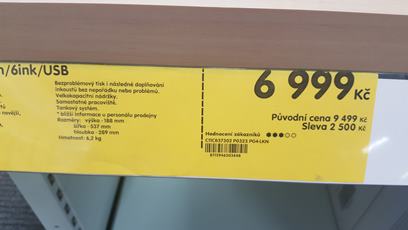 /6ink/USB
Bezproblémový tisk i následné doplňování
inkoustů bez nepořádku nebo problémů.
Velkokapacitní nádržky.
Samostatné pracoviště.
Tankový systém.
* bližší informace u personálu prodejny
Rozměry: výška - 188 mm
šířka - 537 mm
hloubka - 289 mm
Hmotnost: 6,2 kg
6 999 Kč
Původní cena 9 499 Kč
Sleva 2 500 Kč
Hodnocení zákazníků